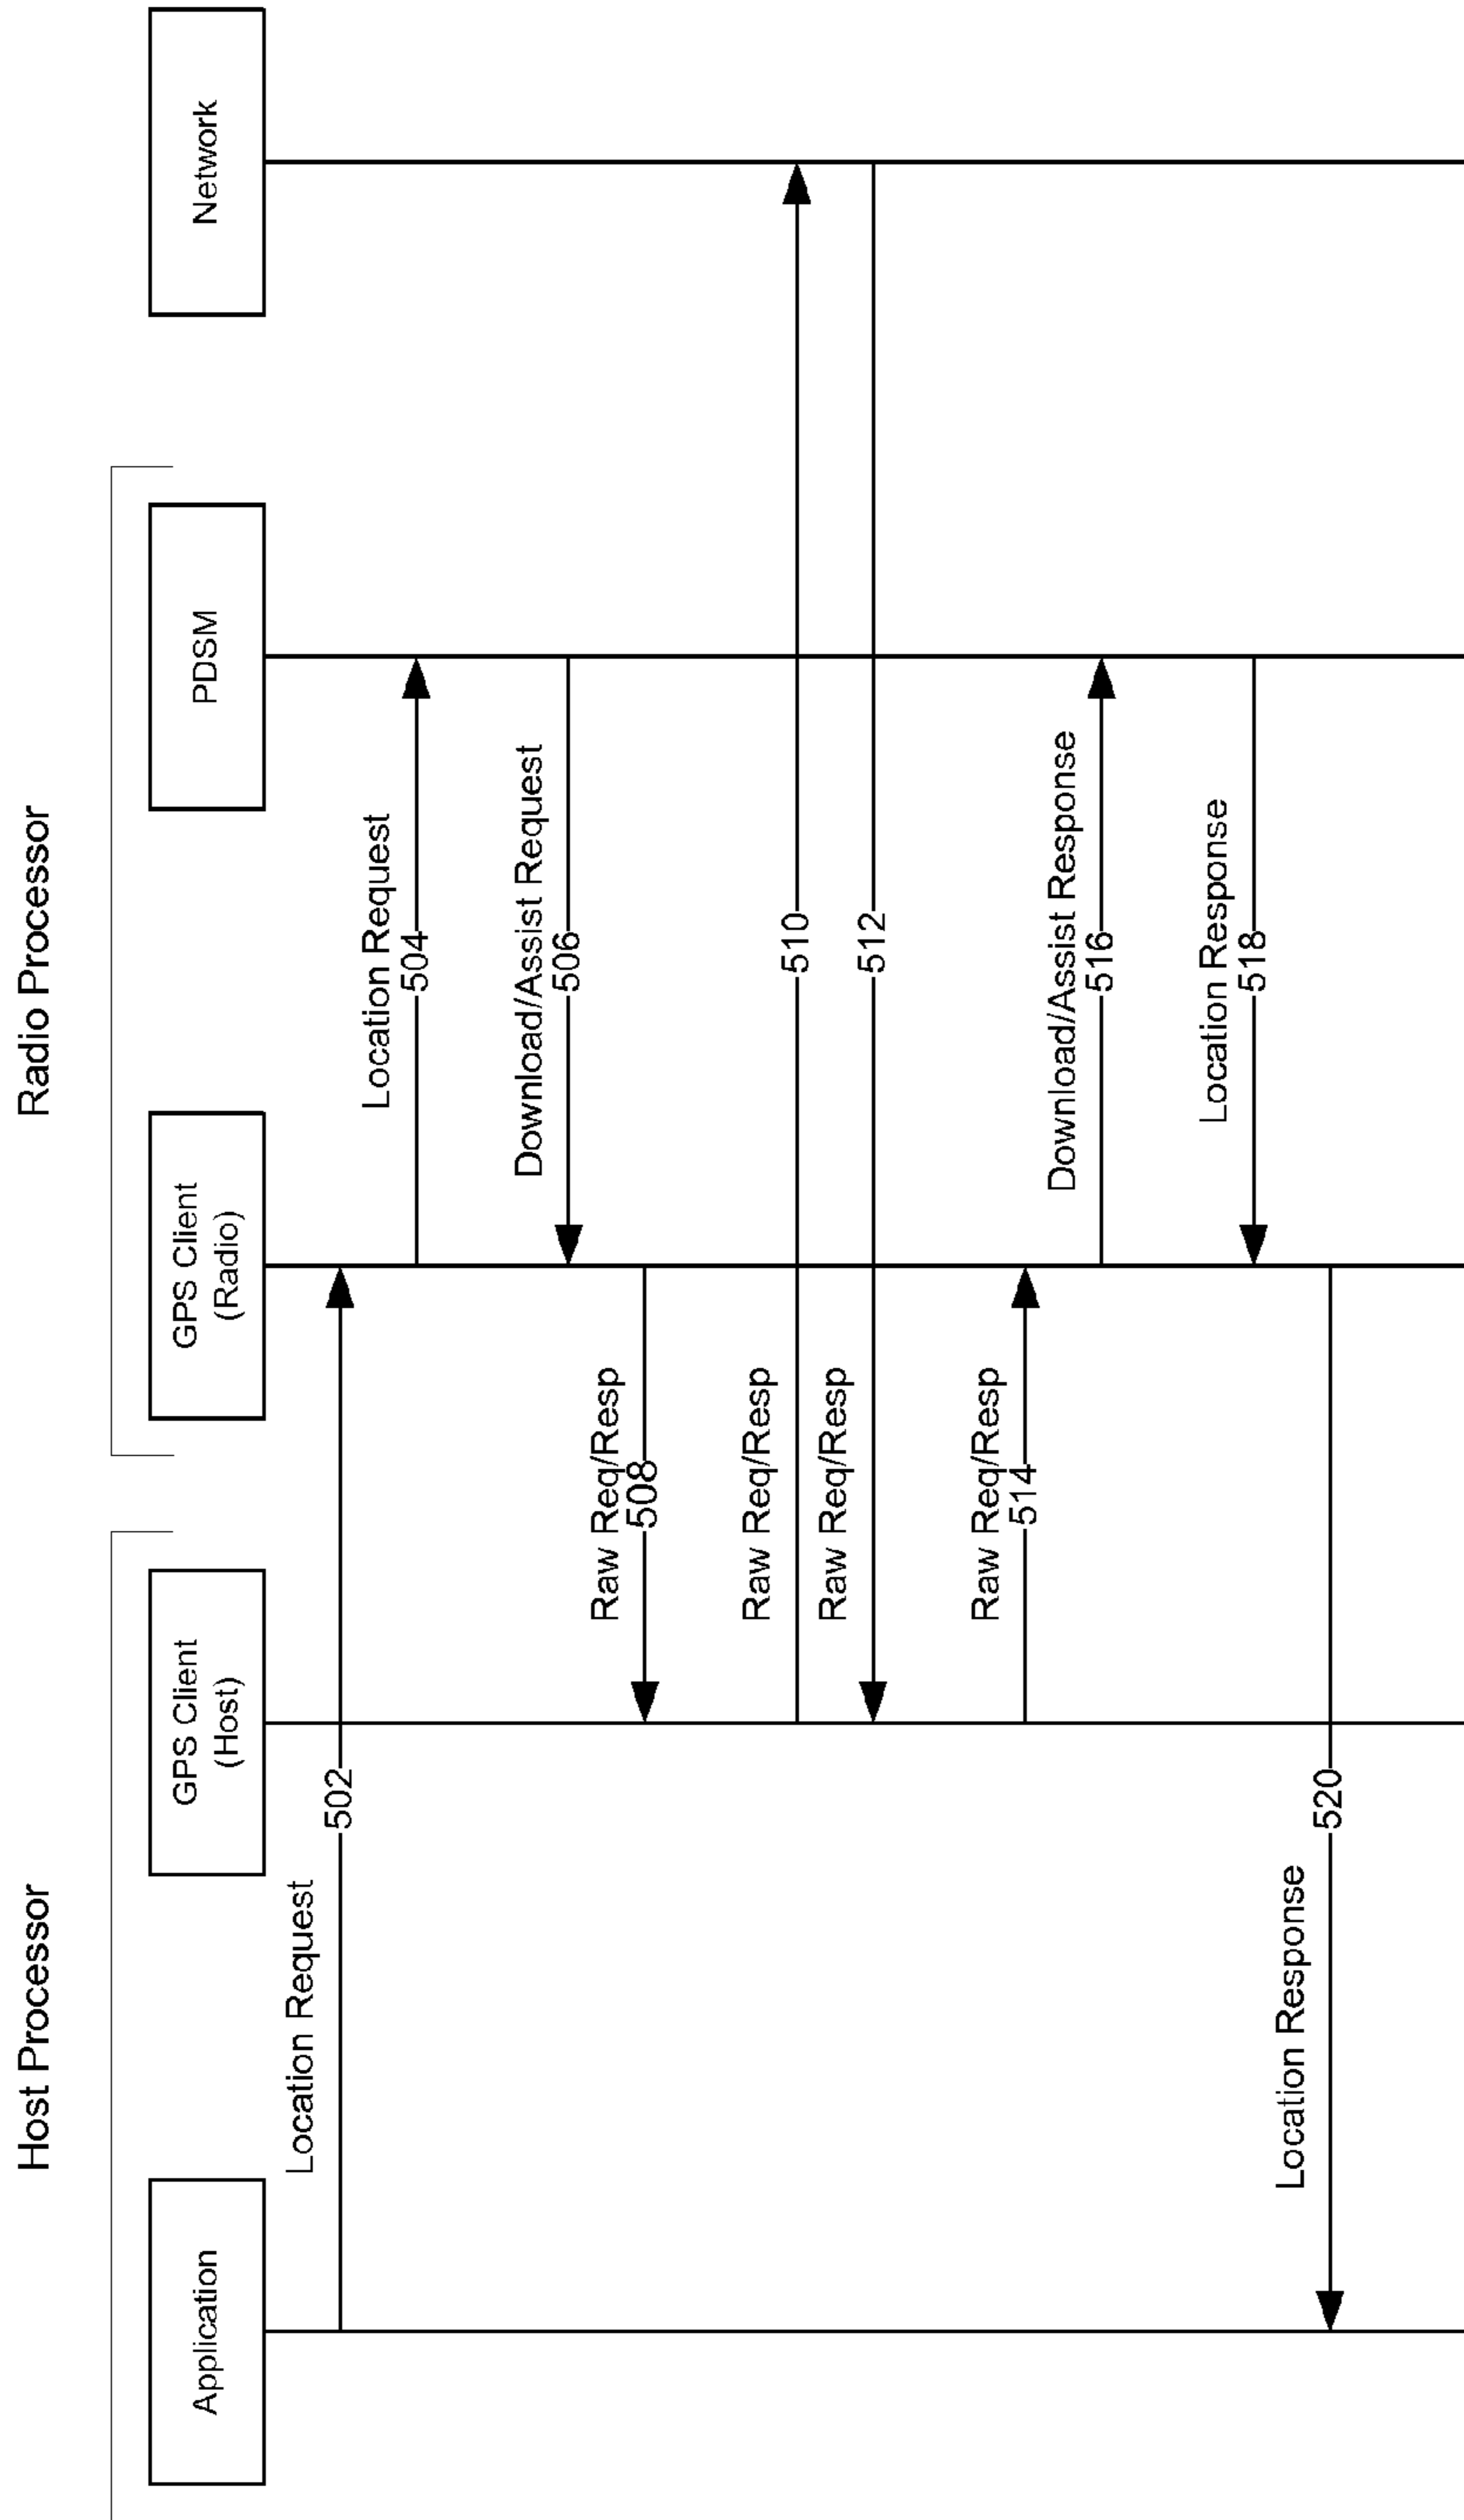 Host Processor
Radio Processor
Application
GPS Client
(Host)
GPS Client
(Radio)
PDSM
Network
Location Request
502
Location Request
504
Download/Assist Request
506
Raw Req/Resp
508
Raw Req/Resp
510
Raw Req/Resp
512
Raw Req/Resp
514
Download/Assist Response
516
Location Response
518
Location Response
520